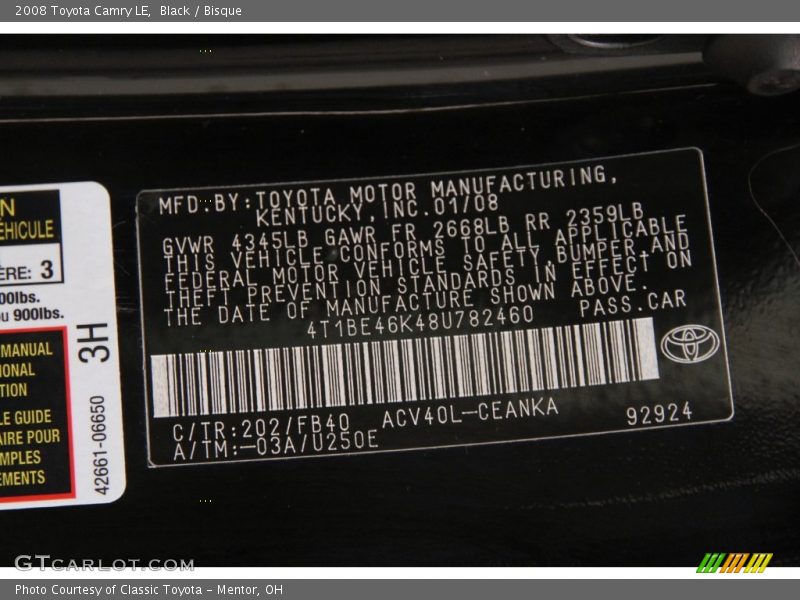 2008 Toyota Camry LE, Black / Bisque
MFD.BY:TOYOTA MOTOR MANUFACTURING,
KENTUCKY,INC.01/08
GVWR 4345LB GAWR FR 2668LB RR 2359LB
THIS VEHICLE CONFORMS TO ALL APPLICABLE
FEDERAL MOTOR VEHICLE SAFETY,BUMPER,AND
THEFT PREVENTION STANDARDS IN EFFECT ON
THE DATE OF MANUFACTURE SHOWN ABOVE.
4T1BE46K48U782460 PASS.CAR
C/TR:202/FB40 ACV40L-CEANKA 92924
A/TM:-03A/U250E
N
EHICULE
ÈRE: 3
00lbs.
u 900lbs.
MANUAL
IONAL
TION
LE GUIDE
AIRE POUR
MPLES
EMENTS
3H
42661-06650
GTCARLOT.COM
Photo Courtesy of Classic Toyota - Mentor, OH